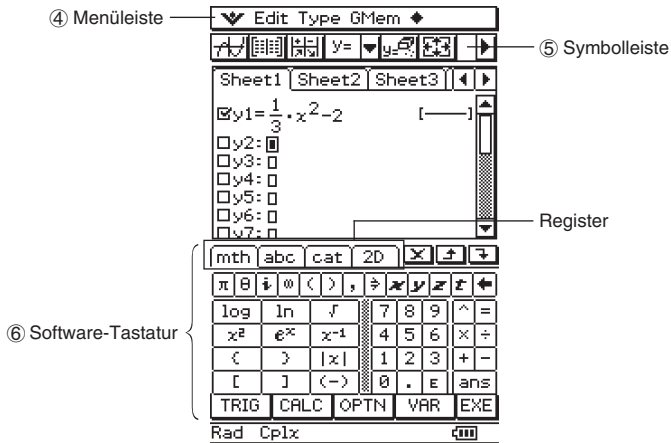 ④ Menüleiste
Edit Type GMem ◆
y= y=
⑤ Symbolleiste
Sheet1 Sheet2 Sheet3
y1=1/3·x²−2 [—]
y2:
y3:
y4:
y5:
y6:
y7:
Register
mth abc cat 2D
π θ i ∞ ( ) , ⇒ x y z t ←
⑥ Software-Tastatur
log ln √ 7 8 9 ^ =
x² eˣ x⁻¹ 4 5 6 × ÷
( ) |x| 1 2 3 + −
[ ] (−) 0 . E ans
TRIG CALC OPTN VAR EXE
Rad Cplx